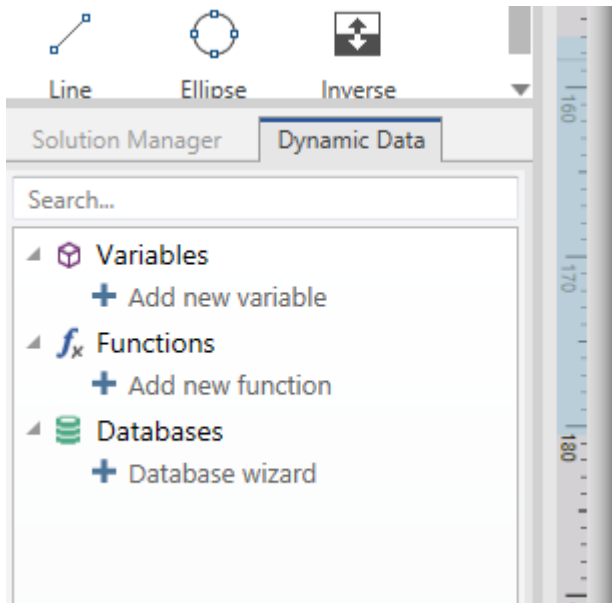 Line Ellipse Inverse
Solution Manager Dynamic Data
Search...
Variables
Add new variable
Functions
Add new function
Databases
Database wizard
160
170
180